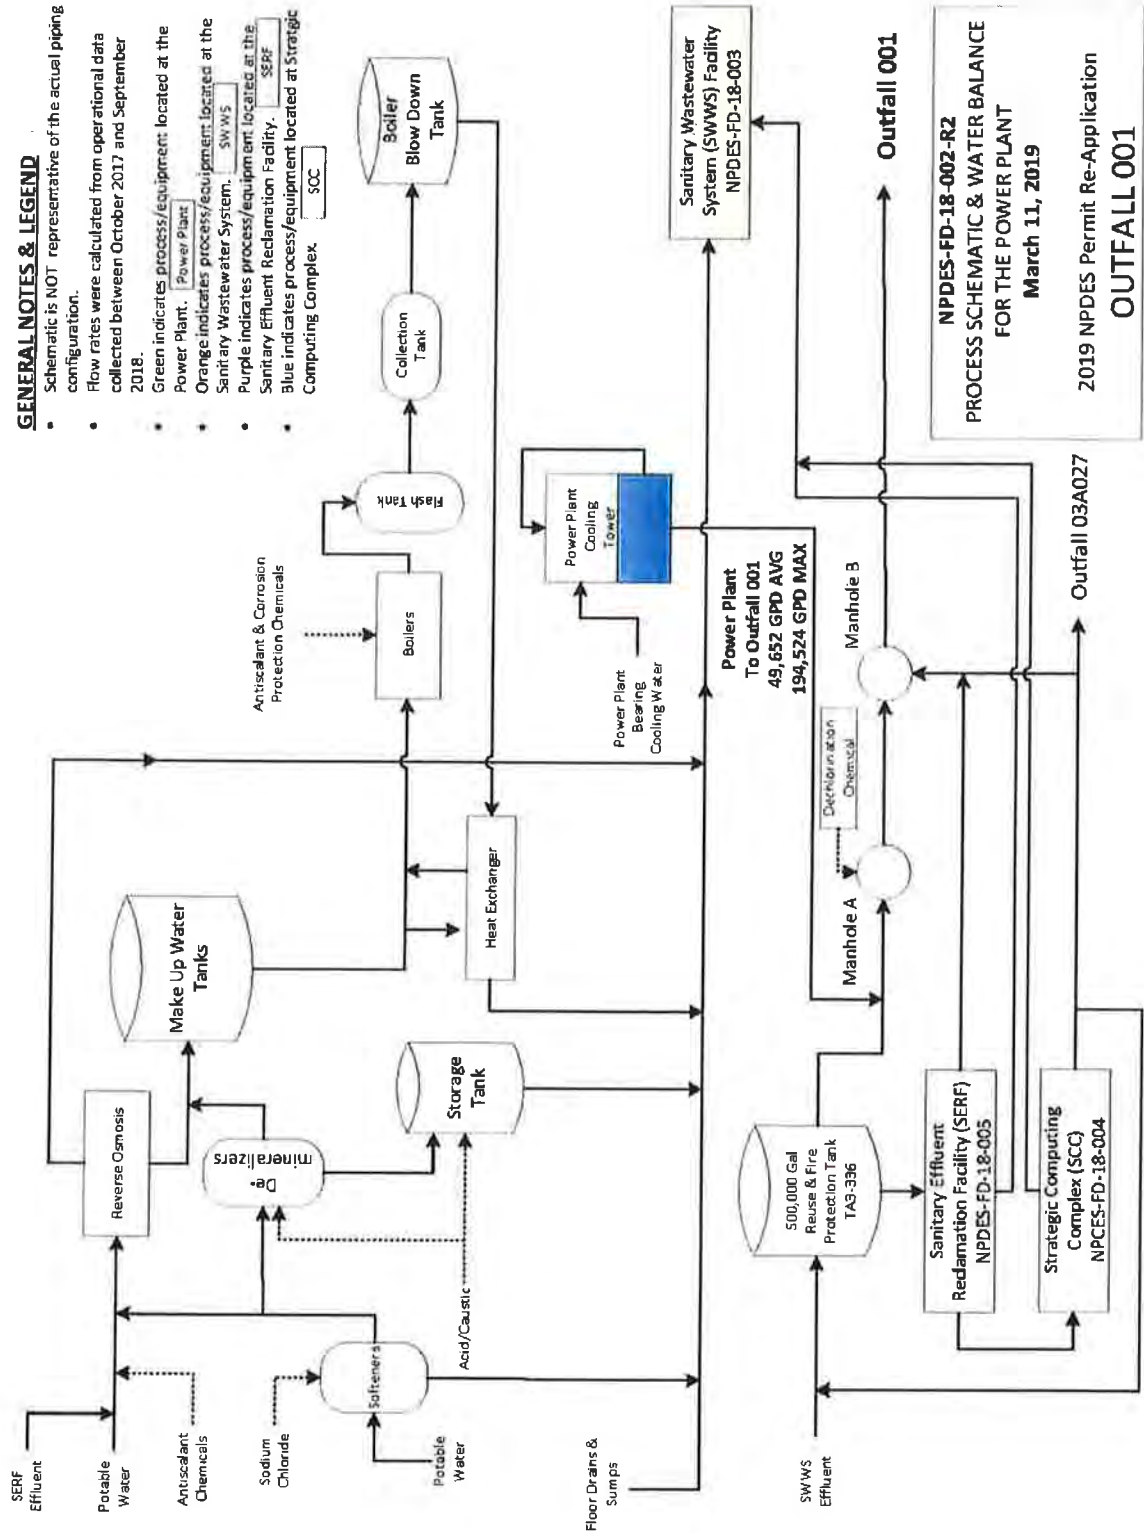 GENERAL NOTES & LEGEND
• Schematic is NOT representative of the actual piping
configuration.
• Flow rates were calculated from operational data
collected between October 2017 and September
2018.
• Green indicates process/equipment located at the
Power Plant. Power Plant
• Orange indicates process/equipment located at the
Sanitary Wastewater System. SWWS
• Purple indicates process/equipment located at the
Sanitary Effluent Reclamation Facility. SERF
• Blue indicates process/equipment located at Stratgic
Computing Complex. SCC
SERF
Effluent
Potable
Water
Antiscalant
Chemicals
Reverse Osmosis
Make Up Water
Tanks
Sodium
Chloride
Softeners
Potable
Water
Acid/Caustic
De-
mineralizers
Storage
Tank
Heat Exchanger
Antiscalant & Corrosion
Protection Chemicals
Boilers
Flash Tank
Collection
Tank
Boiler
Blow Down
Tank
Floor Drains &
Sumps
Power Plant
Bearing
Cooling Water
Power Plant
Cooling
Tower
Sanitary Wastewater
System (SWWS) Facility
NPDES-FD-18-003
Power Plant
To Outfall 001
49,652 GPD AVG
194,524 GPD MAX
SWWS
Effluent
500,000 Gal
Reuse & Fire
Protection Tank
TA3-336
Manhole A
Dechlorination
Chemical
Manhole B
Outfall 001
Sanitary Effluent
Reclamation Facility (SERF)
NPDES-FD-18-005
Strategic Computing
Complex (SCC)
NPCES-FD-18-004
Outfall 03A027
NPDES-FD-18-002-R2
PROCESS SCHEMATIC & WATER BALANCE
FOR THE POWER PLANT
March 11, 2019
2019 NPDES Permit Re-Application
OUTFALL 001